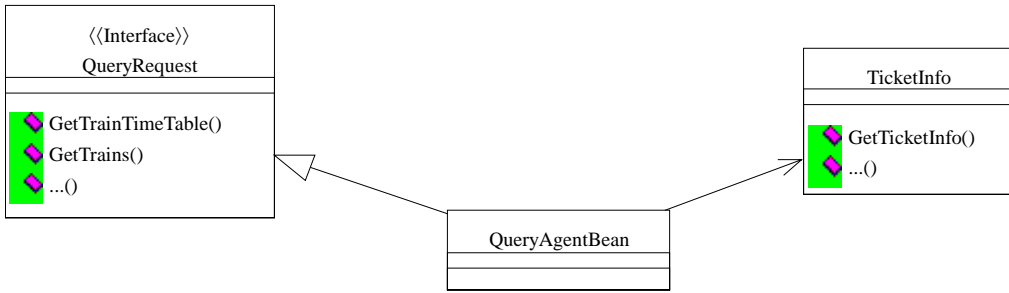 ⟨⟨Interface⟩⟩
QueryRequest
GetTrainTimeTable()
GetTrains()
...()
TicketInfo
GetTicketInfo()
...()
QueryAgentBean